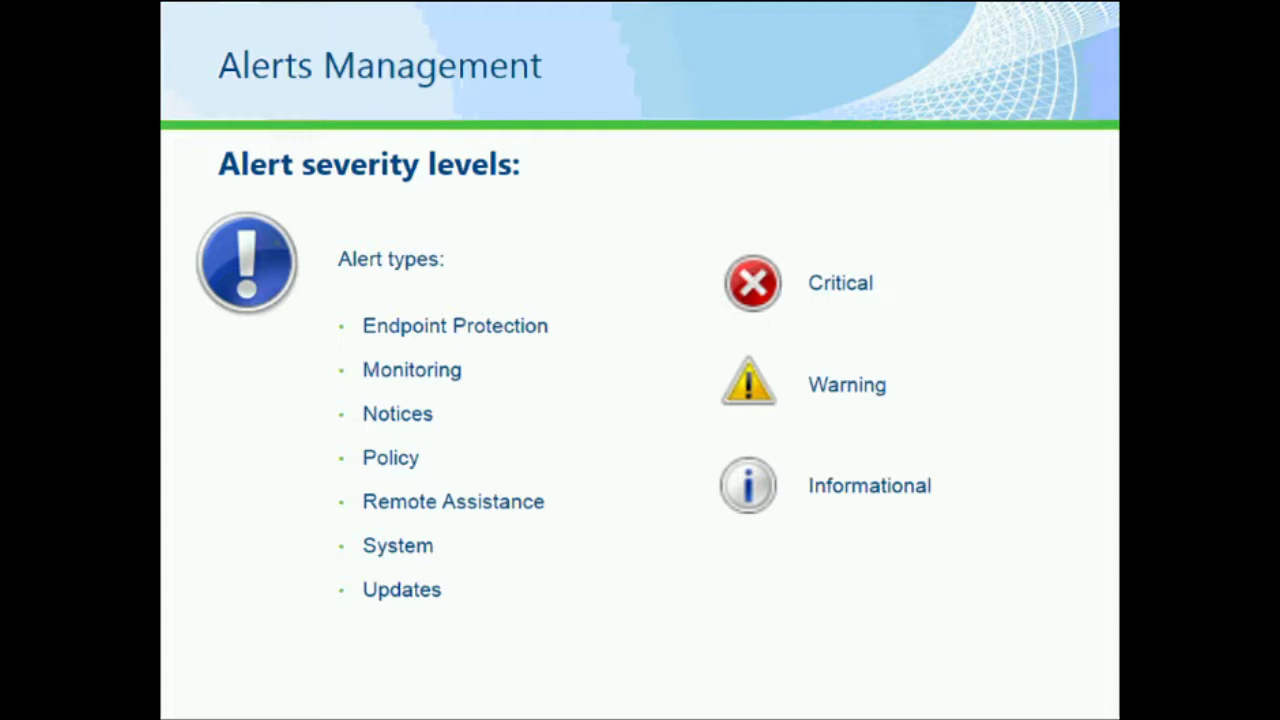 Alerts Management
Alert severity levels:
Alert types:
Endpoint Protection
Monitoring
Notices
Policy
Remote Assistance
System
Updates
Critical
Warning
Informational